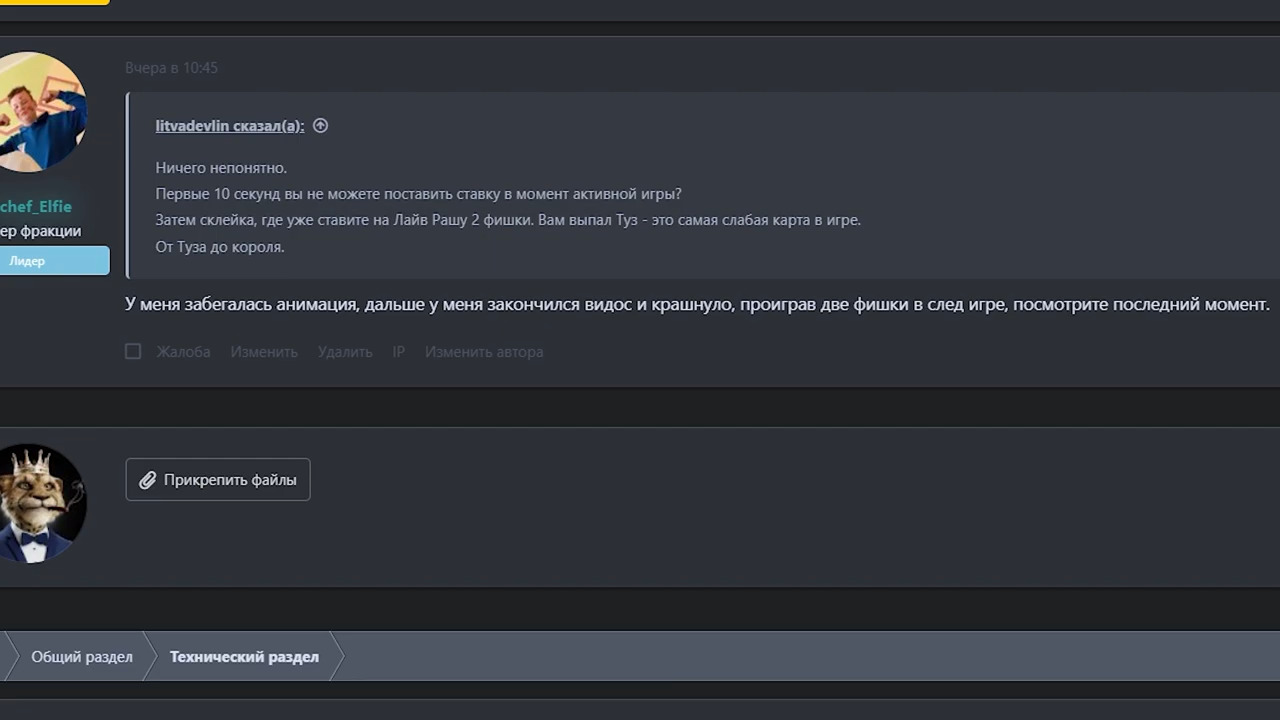 Вчера в 10:45
litvadevlin сказал(а):
Ничего непонятно.
Первые 10 секунд вы не можете поставить ставку в момент активной игры?
Затем склейка, где уже ставите на Лайв Рашу 2 фишки. Вам выпал Туз - это самая слабая карта в игре.
От Туза до короля.
chef_Elfie
ер фракции
Лидер
У меня забегалась анимация, дальше у меня закончился видос и крашнуло, проиграв две фишки в след игре, посмотрите последний момент.
Жалоба Изменить Удалить IP Изменить автора
Прикрепить файлы
Общий раздел Технический раздел